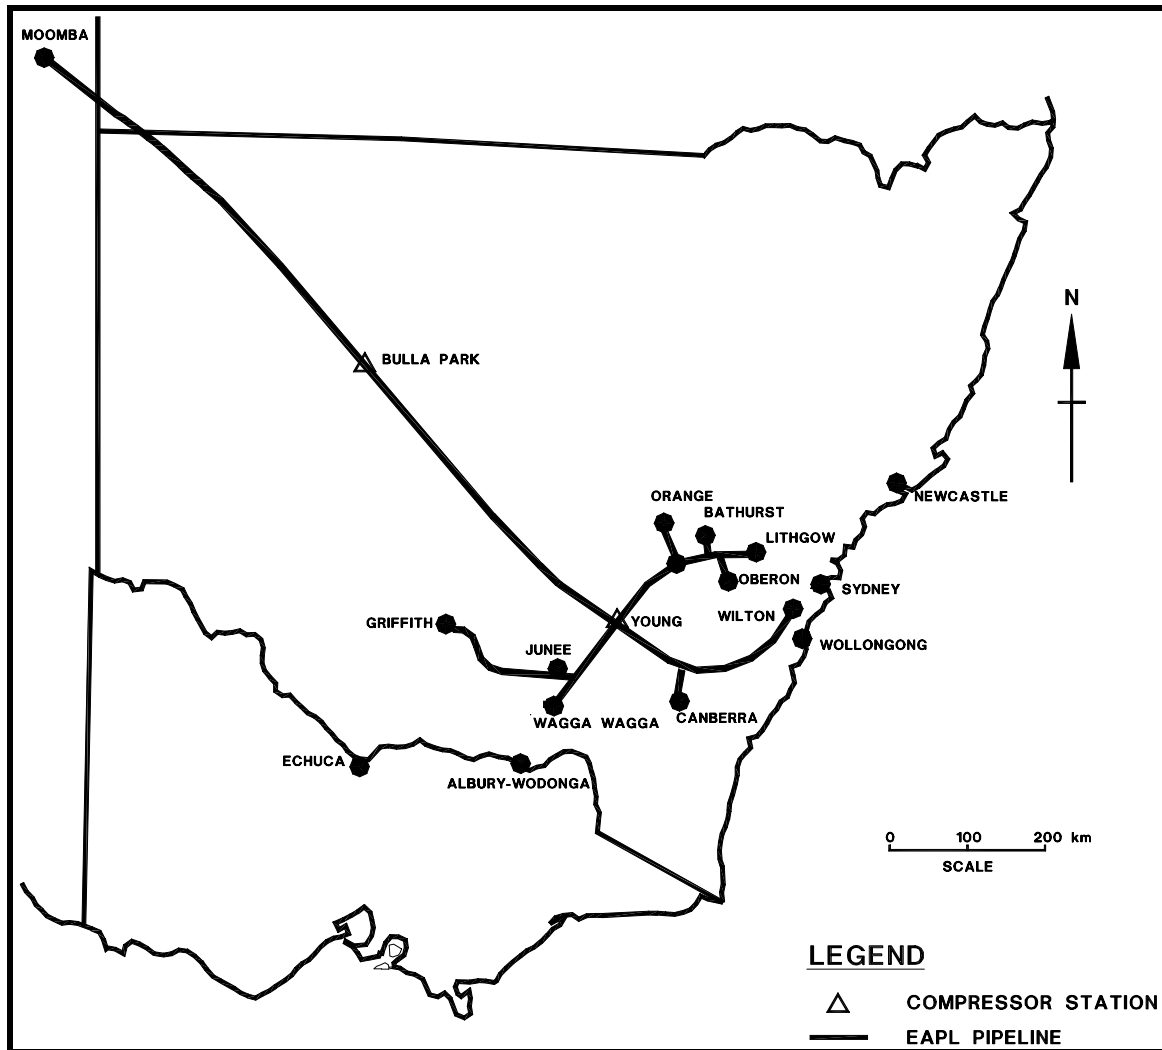 MOOMBA
N
BULLA PARK
ORANGE
NEWCASTLE
BATHURST
LITHGOW
OBERON
SYDNEY
GRIFFITH
YOUNG
WILTON
JUNEE
WOLLONGONG
WAGGA WAGGA
CANBERRA
ECHUCA
ALBURY-WODONGA
0 100 200 km
SCALE
LEGEND
COMPRESSOR STATION
EAPL PIPELINE